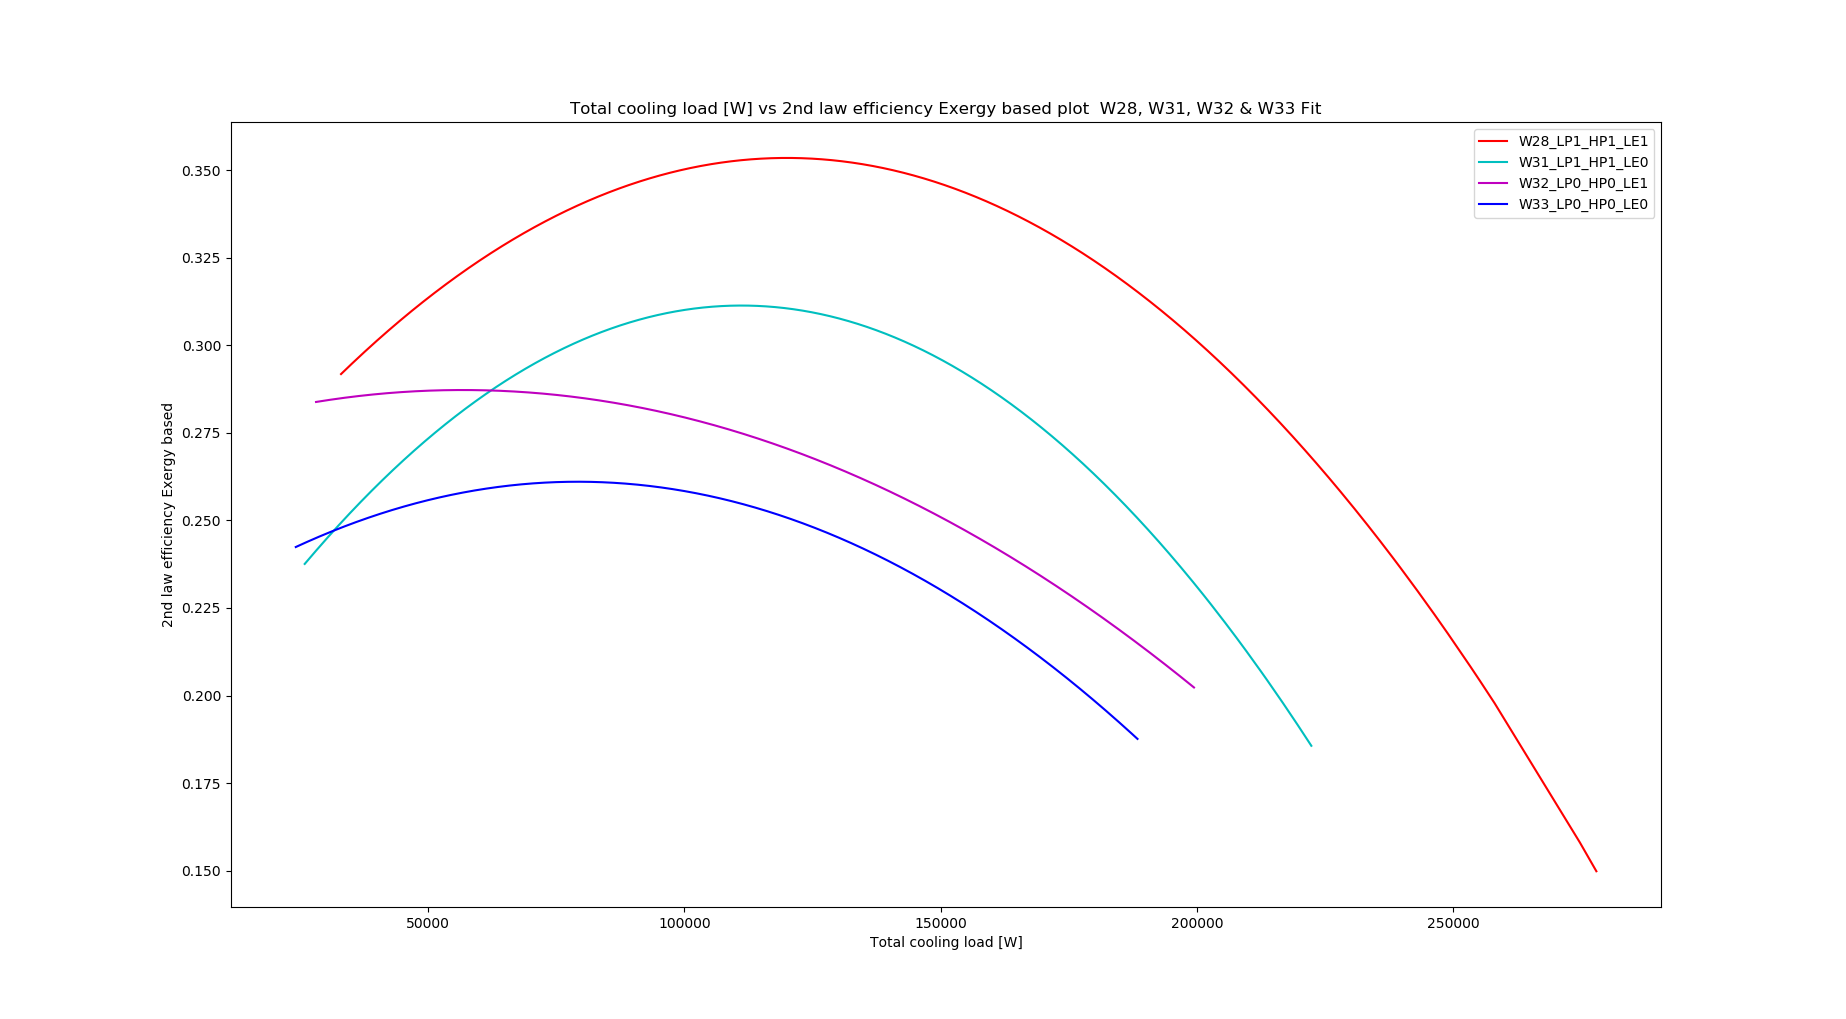 Total cooling load [W] vs 2nd law efficiency Exergy based plot  W28, W31, W32 & W33 Fit
W28_LP1_HP1_LE1
W31_LP1_HP1_LE0
W32_LP0_HP0_LE1
W33_LP0_HP0_LE0
0.350
0.325
0.300
0.275
0.250
0.225
0.200
0.175
0.150
2nd law efficiency Exergy based
50000 100000 150000 200000 250000
Total cooling load [W]